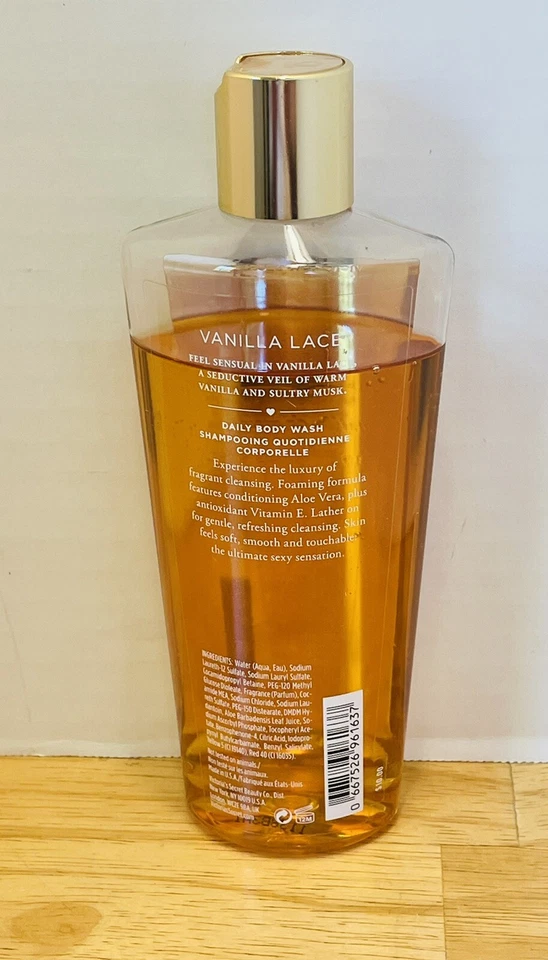 VANILLA LACE
FEEL SENSUAL IN VANILLA LACE
A SEDUCTIVE VEIL OF WARM
VANILLA AND SULTRY MUSK.
DAILY BODY WASH
SHAMPOOING QUOTIDIENNE
CORPORELLE
Experience the luxury of
fragrant cleansing. Foaming formula
features conditioning Aloe Vera, plus
antioxidant Vitamin E. Lather on
for gentle, refreshing cleansing. Skin
feels soft, smooth and touchable:
the ultimate sexy sensation.
INGREDIENTS: Water (Aqua, Eau), Sodium
Laureth-12 Sulfate, Sodium Lauryl Sulfate,
Cocamidopropyl Betaine, PEG-120 Methyl
Glucose Dioleate, Fragrance (Parfum), Coc-
amide MEA, Sodium Chloride, Sodium Lau-
reth Sulfate, PEG-150 Distearate, DMDM Hy-
dantoin, Aloe Barbadensis Leaf Juice, So-
dium Ascorbyl Phosphate, Tocopheryl Ace-
tate, Benzophenone-4, Citric Acid, Iodopro-
pynyl Butylcarbamate, Benzyl Salicylate,
Yellow 5 (CI 19140), Red 40 (CI 16035).
Not tested on animals./
Non testé sur les animaux.
Made in U.S.A./Fabriqué aux États-Unis
Victoria's Secret Beauty Co., Dist.
New York, NY 10019 U.S.A.
London, WC2E 9DA, UK
12M
0 667526 961637
$10.00